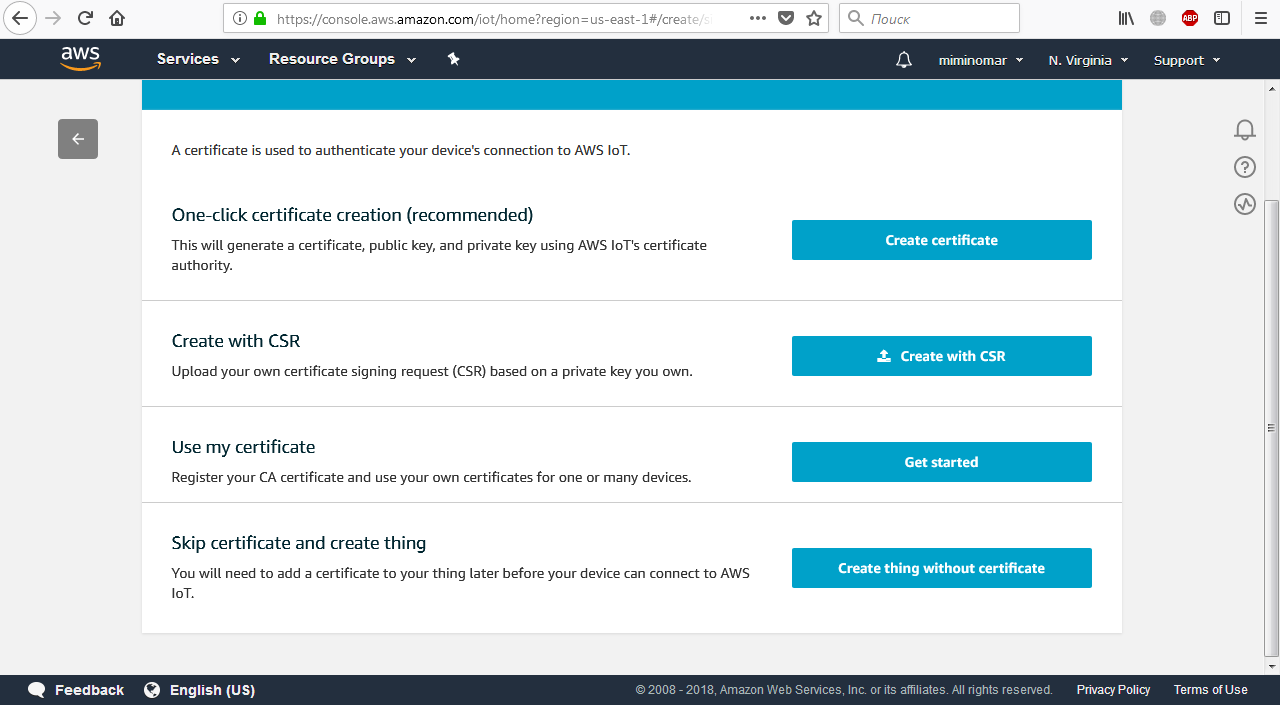 https://console.aws.amazon.com/iot/home?region=us-east-1#/create/
Поиск
ABP
aws
Services
Resource Groups
miminomar
N. Virginia
Support
A certificate is used to authenticate your device's connection to AWS IoT.
One-click certificate creation (recommended)
This will generate a certificate, public key, and private key using AWS IoT's certificate
authority.
Create certificate
Create with CSR
Upload your own certificate signing request (CSR) based on a private key you own.
Create with CSR
Use my certificate
Register your CA certificate and use your own certificates for one or many devices.
Get started
Skip certificate and create thing
You will need to add a certificate to your thing later before your device can connect to AWS
IoT.
Create thing without certificate
Feedback
English (US)
© 2008 - 2018, Amazon Web Services, Inc. or its affiliates. All rights reserved.
Privacy Policy
Terms of Use